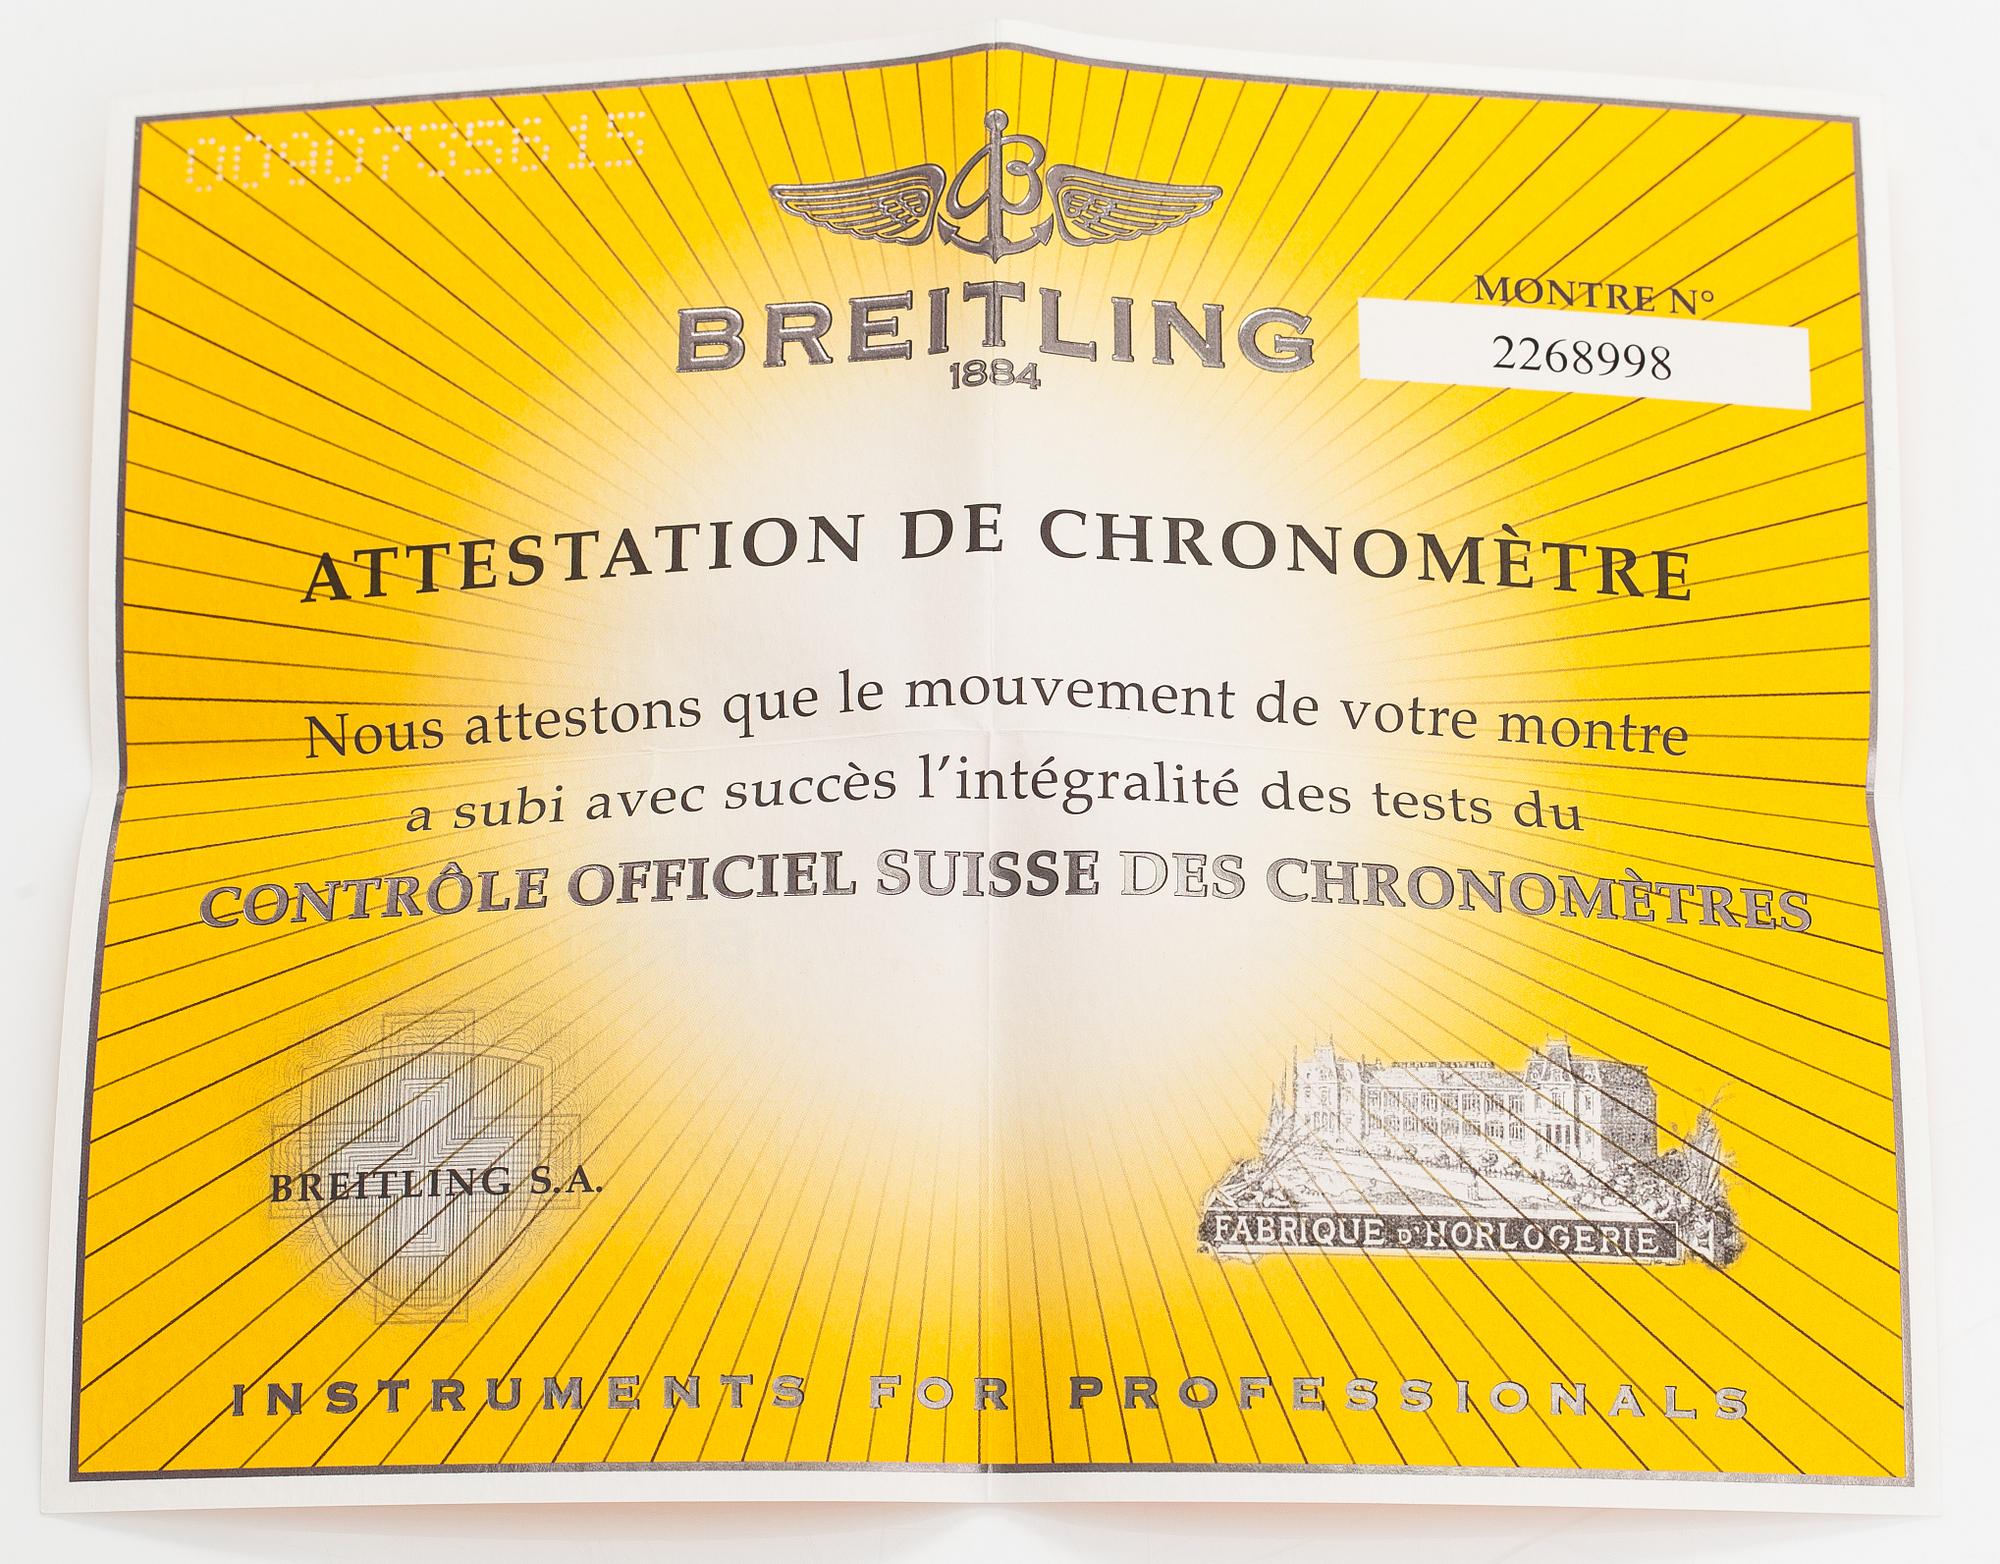 0090735615
BREITLING
1884
MONTRE N°
2268998
ATTESTATION DE CHRONOMÈTRE
Nous attestons que le mouvement de votre montre
a subi avec succès l'intégralité des tests du
CONTRÔLE OFFICIEL SUISSE DES CHRONOMÈTRES
BREITLING S.A.
FABRIQUE D'HORLOGERIE
INSTRUMENTS FOR PROFESSIONALS